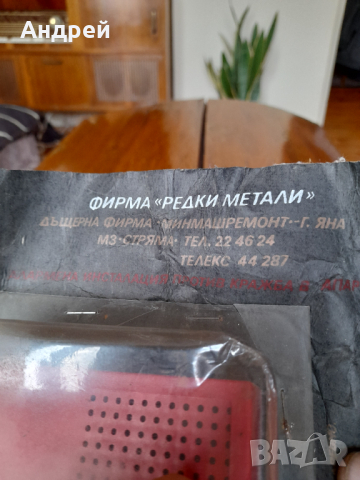 Андрей
ФИРМА «РЕДКИ МЕТАЛИ»
ДЪЩЕРНА ФИРМА "МИНМАШРЕМОНТ"-Г. ЯНА
МЗ"СТРЯМА" ТЕЛ. 22 46 24
ТЕЛЕКС 44 287
BAZAR